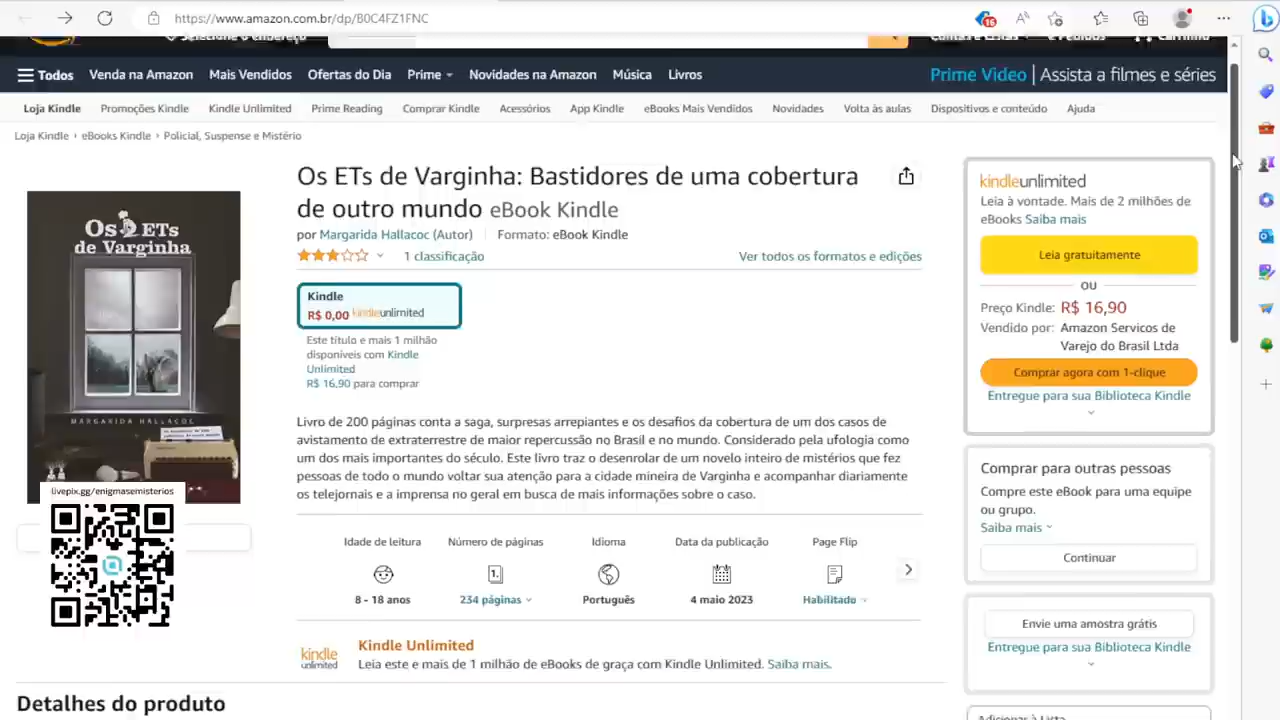 https://www.amazon.com.br/dp/B0C4FZ1FNC
16
Todos
Venda na Amazon
Mais Vendidos
Ofertas do Dia
Prime
Novidades na Amazon
Música
Livros
Prime Video | Assista a filmes e séries
Loja Kindle
Promoções Kindle
Kindle Unlimited
Prime Reading
Comprar Kindle
Acessórios
App Kindle
eBooks Mais Vendidos
Novidades
Volta às aulas
Dispositivos e conteúdo
Ajuda
Loja Kindle › eBooks Kindle › Policial, Suspense e Mistério
Os ETs
de Varginha
MARGARIDA HALLACOC
livepix.gg/enigmasemisterios
Os ETs de Varginha: Bastidores de uma cobertura
de outro mundo eBook Kindle
por Margarida Hallacoc (Autor)
Formato: eBook Kindle
1 classificação
Ver todos os formatos e edições
Kindle
R$ 0,00 kindleunlimited
Este título e mais 1 milhão
disponíveis com Kindle
Unlimited
R$ 16,90 para comprar
Livro de 200 páginas conta a saga, surpresas arrepiantes e os desafios da cobertura de um dos casos de
avistamento de extraterrestre de maior repercussão no Brasil e no mundo. Considerado pela ufologia como
um dos mais importantes do século. Este livro traz o desenrolar de um novelo inteiro de mistérios que fez
pessoas de todo o mundo voltar sua atenção para a cidade mineira de Varginha e acompanhar diariamente
os telejornais e a imprensa no geral em busca de mais informações sobre o caso.
Idade de leitura
8 - 18 anos
Número de páginas
1.
234 páginas
Idioma
Português
Data da publicação
4 maio 2023
Page Flip
Habilitado
kindle
unlimited
Kindle Unlimited
Leia este e mais de 1 milhão de eBooks de graça com Kindle Unlimited. Saiba mais.
Detalhes do produto
kindleunlimited
Leia à vontade. Mais de 2 milhões de
eBooks Saiba mais
Leia gratuitamente
OU
Preço Kindle: R$ 16,90
Vendido por: Amazon Servicos de
Varejo do Brasil Ltda
Comprar agora com 1-clique
Entregue para sua Biblioteca Kindle
Comprar para outras pessoas
Compre este eBook para uma equipe
ou grupo.
Saiba mais
Continuar
Envie uma amostra grátis
Entregue para sua Biblioteca Kindle
Adicionar à Lista